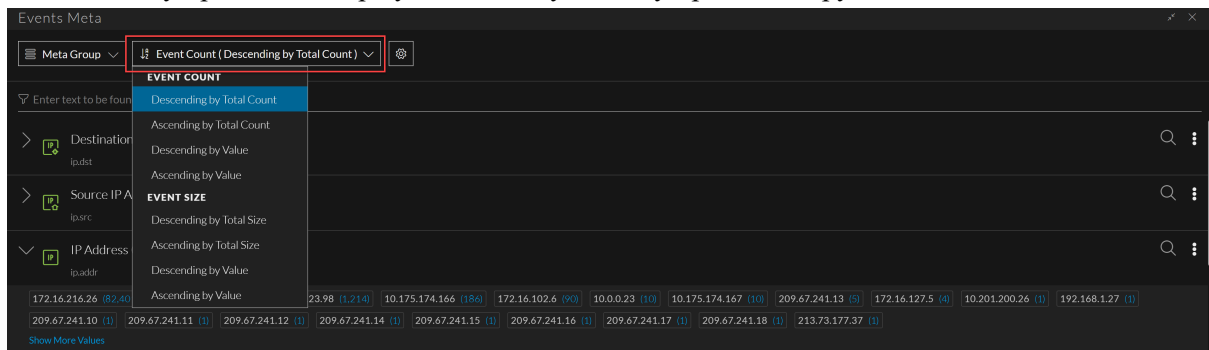 Events Meta
Meta Group
Event Count ( Descending by Total Count )
EVENT COUNT
Enter text to be foun
Descending by Total Count
Ascending by Total Count
Destination
ip.dst
Descending by Value
Ascending by Value
Source IP A
ip.src
EVENT SIZE
Descending by Total Size
Ascending by Total Size
IP Address
ip.addr
Descending by Value
Ascending by Value
172.16.216.26 (82,40 23.98 (1,214) 10.175.174.166 (186) 172.16.102.6 (90) 10.0.0.23 (10) 10.175.174.167 (10) 209.67.241.13 (5) 172.16.127.5 (4) 10.201.200.26 (1) 192.168.1.27 (1)
209.67.241.10 (1) 209.67.241.11 (1) 209.67.241.12 (1) 209.67.241.14 (1) 209.67.241.15 (1) 209.67.241.16 (1) 209.67.241.17 (1) 209.67.241.18 (1) 213.73.177.37 (1)
Show More Values